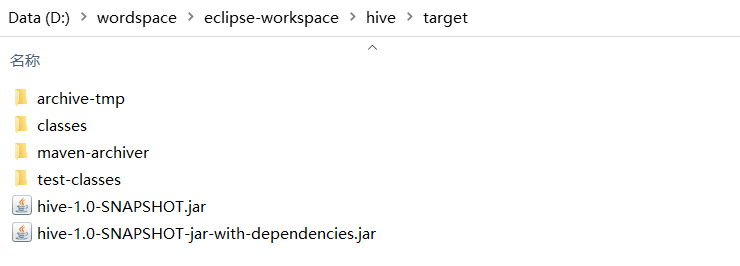 Data (D:) > wordspace > eclipse-workspace > hive > target
名称
archive-tmp
classes
maven-archiver
test-classes
hive-1.0-SNAPSHOT.jar
hive-1.0-SNAPSHOT-jar-with-dependencies.jar